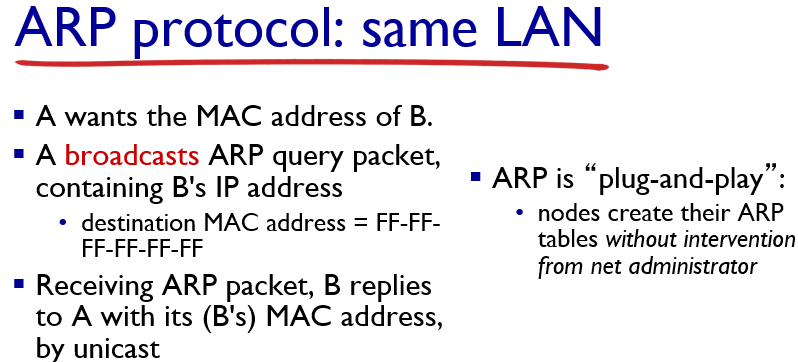 ARP protocol: same LAN
▪ A wants the MAC address of B.
▪ A broadcasts ARP query packet,
containing B's IP address
• destination MAC address = FF-FF-
FF-FF-FF-FF
▪ Receiving ARP packet, B replies
to A with its (B's) MAC address,
by unicast
▪ ARP is “plug-and-play”:
• nodes create their ARP
tables without intervention
from net administrator